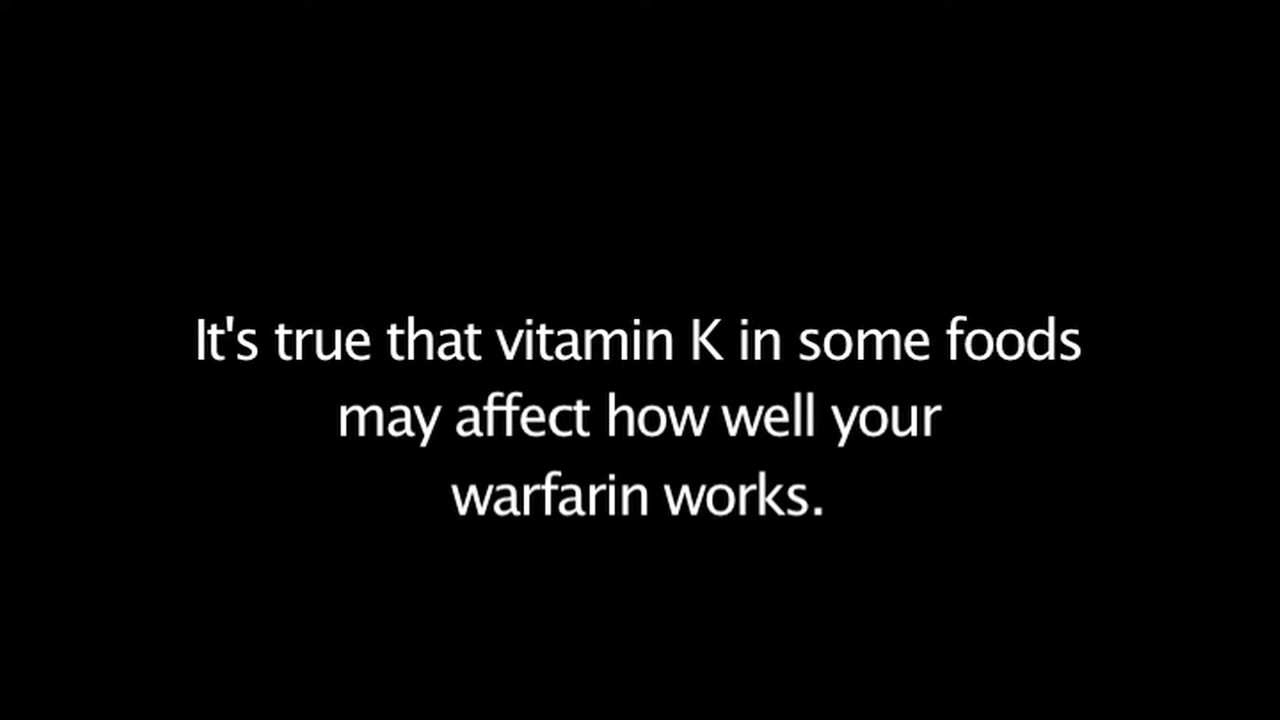 It's true that vitamin K in some foods
may affect how well your
warfarin works.